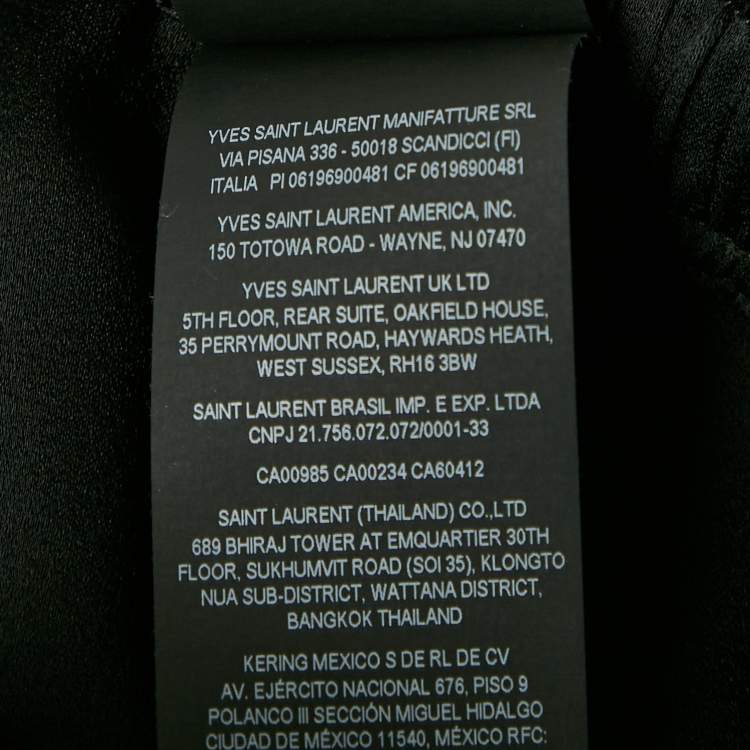 YVES SAINT LAURENT MANIFATTURE SRL
VIA PISANA 336 - 50018 SCANDICCI (FI)
ITALIA PI 06196900481 CF 06196900481
YVES SAINT LAURENT AMERICA, INC.
150 TOTOWA ROAD - WAYNE, NJ 07470
YVES SAINT LAURENT UK LTD
5TH FLOOR, REAR SUITE, OAKFIELD HOUSE,
35 PERRYMOUNT ROAD, HAYWARDS HEATH,
WEST SUSSEX, RH16 3BW
SAINT LAURENT BRASIL IMP. E EXP. LTDA
CNPJ 21.756.072.072/0001-33
CA00985 CA00234 CA60412
SAINT LAURENT (THAILAND) CO.,LTD
689 BHIRAJ TOWER AT EMQUARTIER 30TH
FLOOR, SUKHUMVIT ROAD (SOI 35), KLONGTO
NUA SUB-DISTRICT, WATTANA DISTRICT,
BANGKOK THAILAND
KERING MEXICO S DE RL DE CV
AV. EJÉRCITO NACIONAL 676, PISO 9
POLANCO III SECCIÓN MIGUEL HIDALGO
CIUDAD DE MÉXICO 11540, MÉXICO RFC: